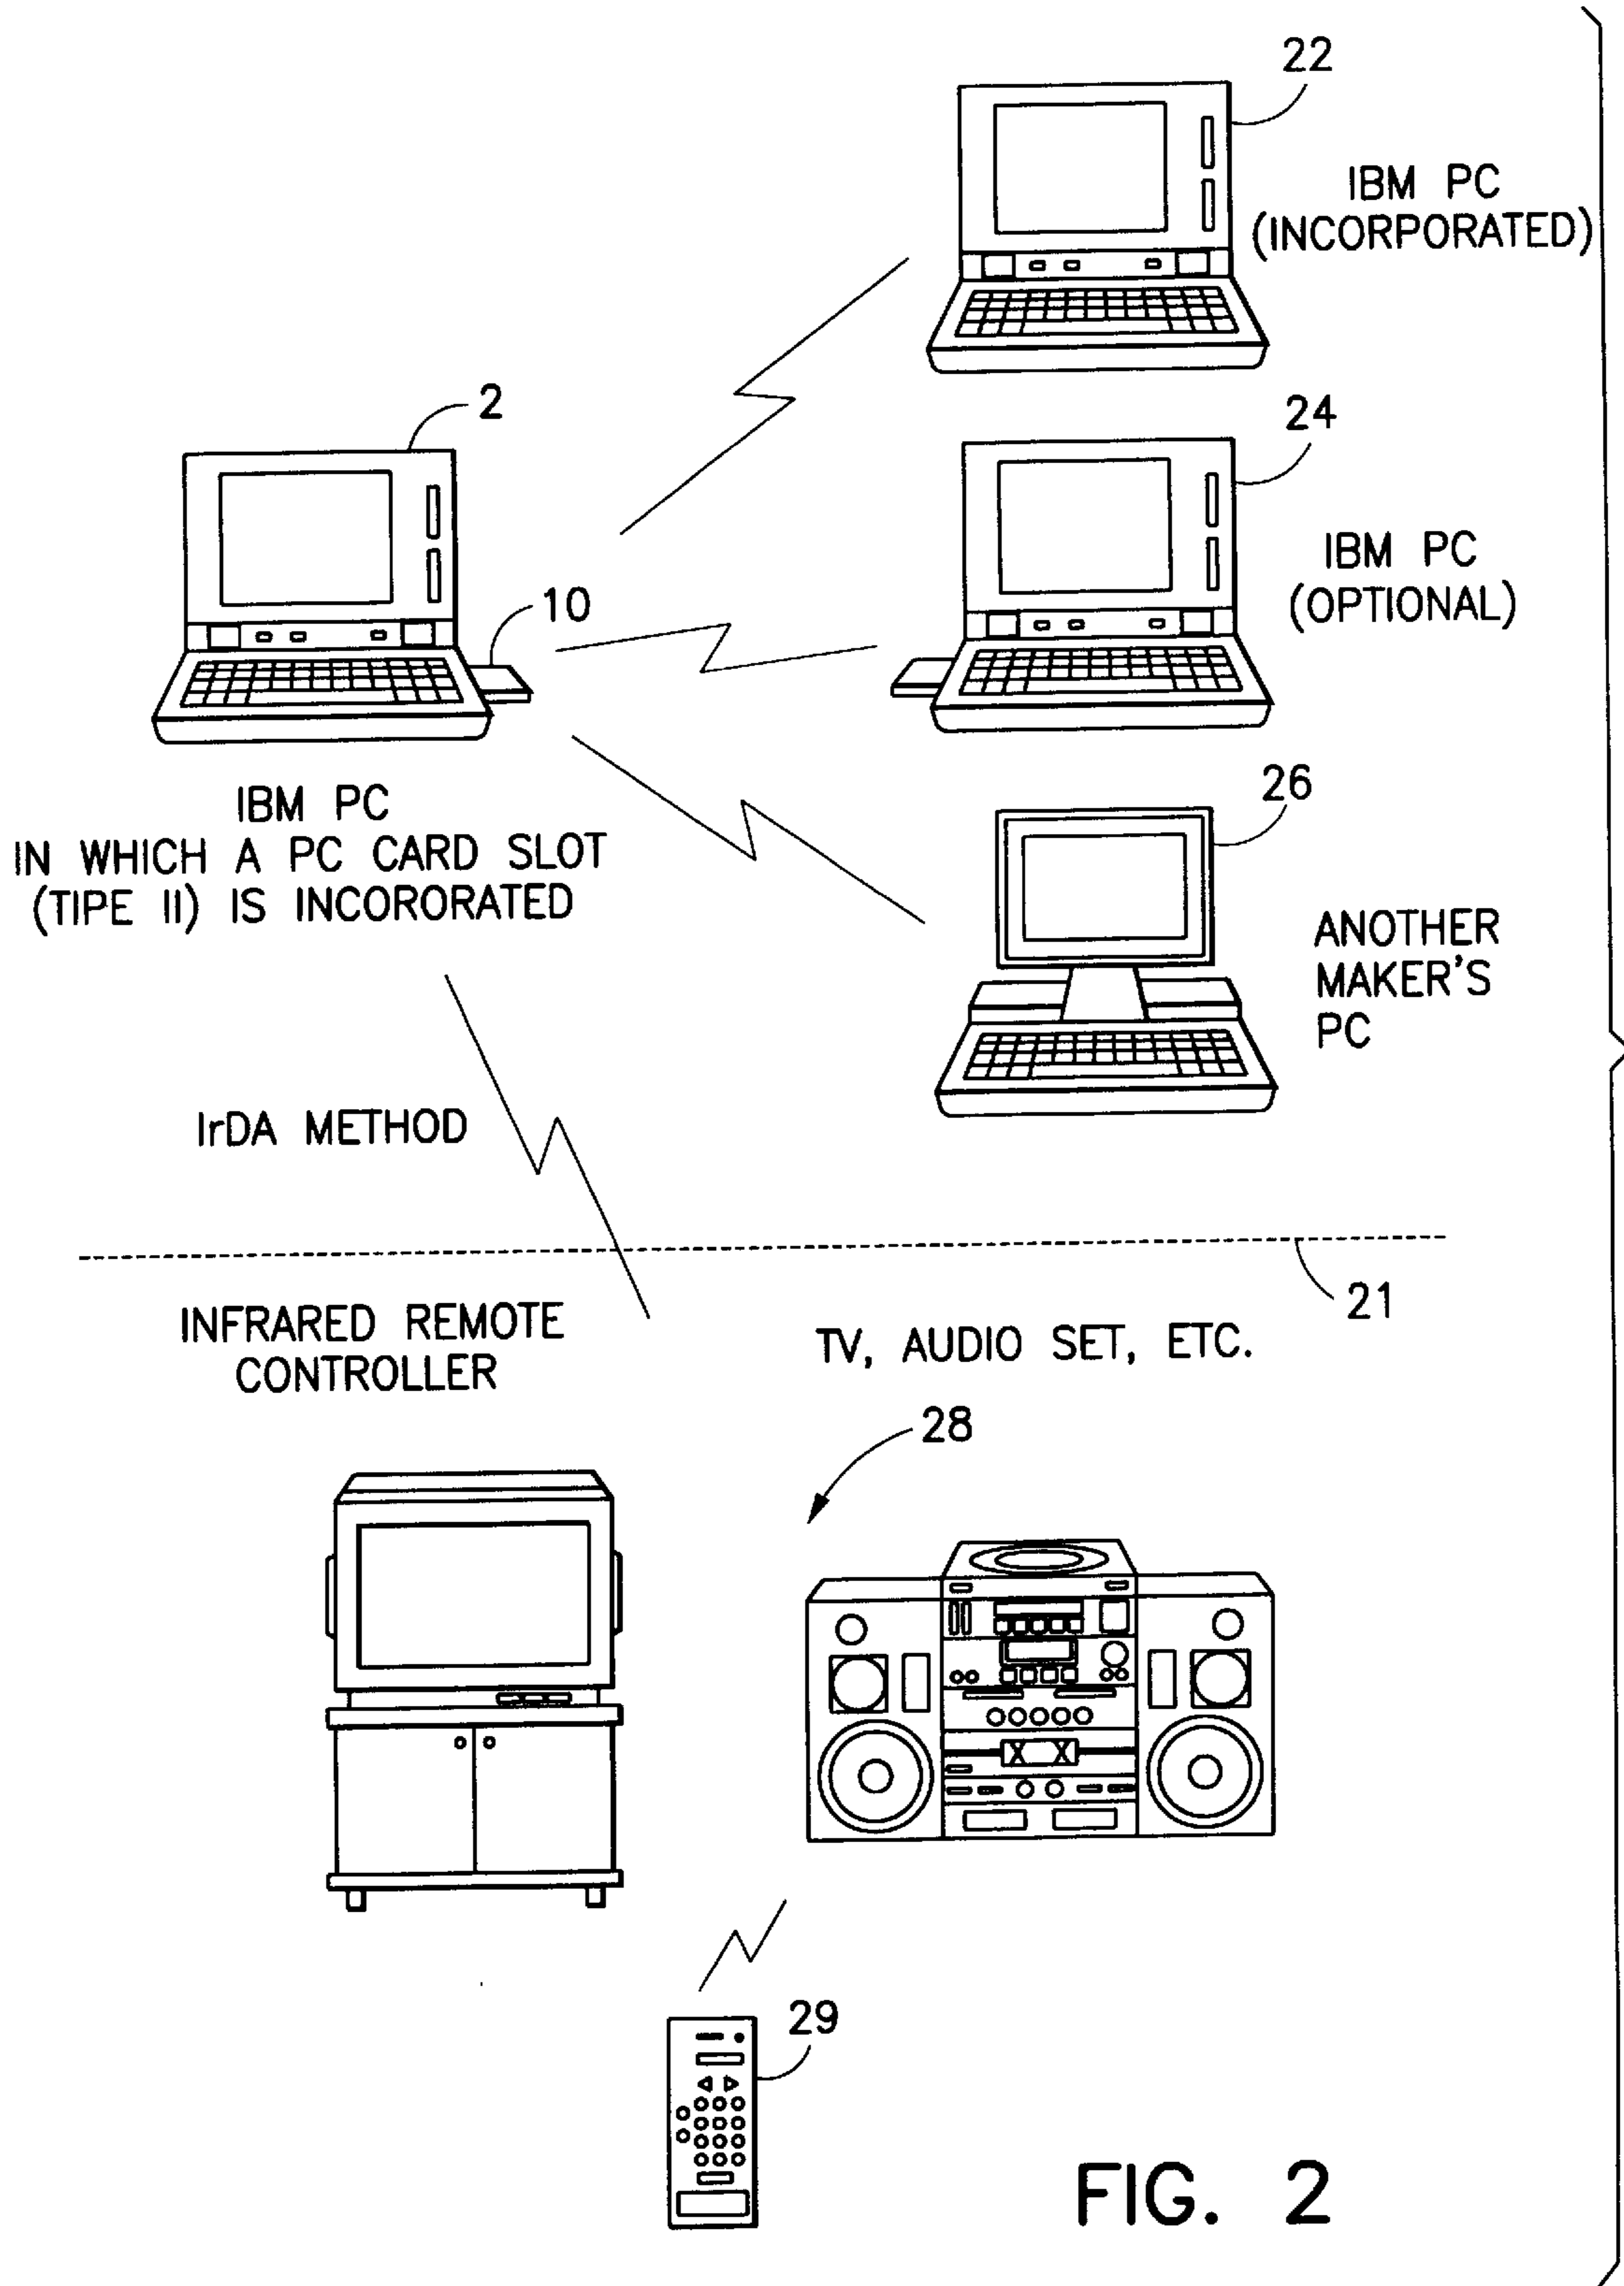 22
IBM PC
(INCORPORATED)
2
24
IBM PC
(OPTIONAL)
10
26
IBM PC
IN WHICH A PC CARD SLOT
(TIPE II) IS INCORORATED
ANOTHER
MAKER'S
PC
IrDA METHOD
21
INFRARED REMOTE
CONTROLLER
TV, AUDIO SET, ETC.
28
29
FIG. 2